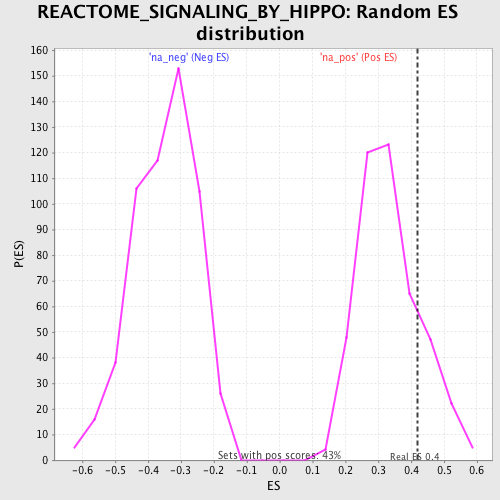 REACTOME_SIGNALING_BY_HIPPO: Random ES
distribution
'na_neg' (Neg ES)
'na_pos' (Pos ES)
P(ES)
160
150
140
130
120
110
100
90
80
70
60
50
40
30
20
10
0
Sets with pos scores: 43%
Real ES 0.4
-0.6 -0.5 -0.4 -0.3 -0.2 -0.1 0.0 0.1 0.2 0.3 0.4 0.5 0.6
ES